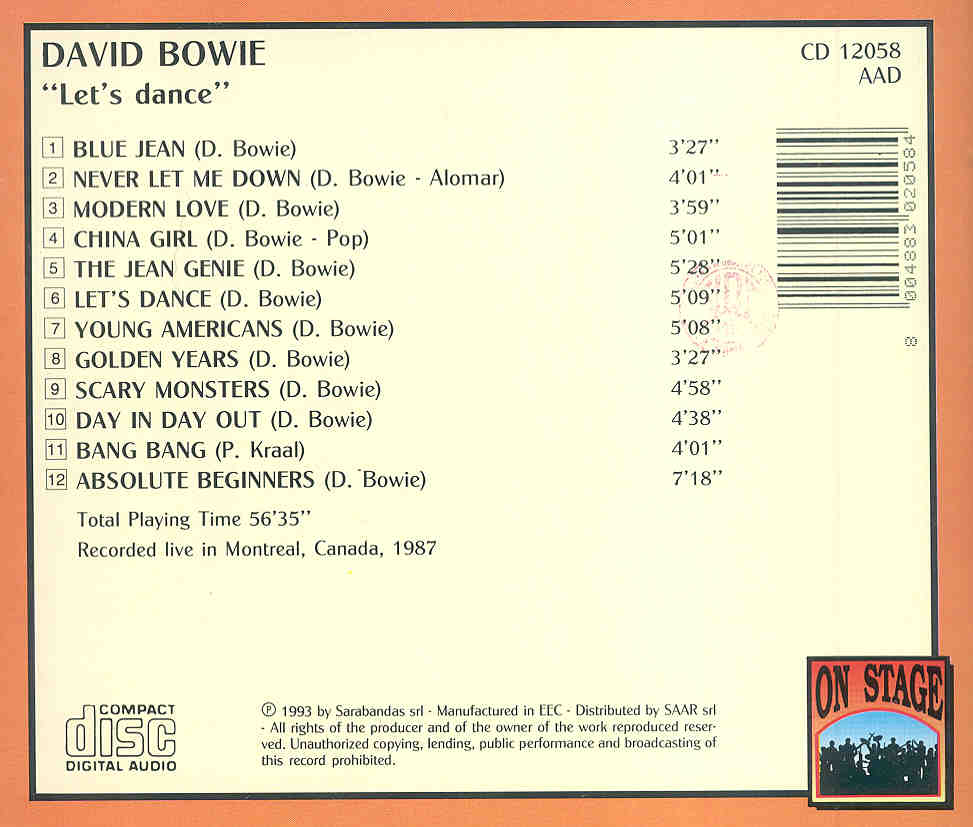 DAVID BOWIE
"Let's dance"
CD 12058
AAD
1 BLUE JEAN (D. Bowie) 3'27"
2 NEVER LET ME DOWN (D. Bowie - Alomar) 4'01"
3 MODERN LOVE (D. Bowie) 3'59"
4 CHINA GIRL (D. Bowie - Pop) 5'01"
5 THE JEAN GENIE (D. Bowie) 5'28"
6 LET'S DANCE (D. Bowie) 5'09"
7 YOUNG AMERICANS (D. Bowie) 5'08"
8 GOLDEN YEARS (D. Bowie) 3'27"
9 SCARY MONSTERS (D. Bowie) 4'58"
10 DAY IN DAY OUT (D. Bowie) 4'38"
11 BANG BANG (P. Kraal) 4'01"
12 ABSOLUTE BEGINNERS (D. Bowie) 7'18"
Total Playing Time 56'35"
Recorded live in Montreal, Canada, 1987
8 00488M 020584
COMPACT
disc
DIGITAL AUDIO
℗ 1993 by Sarabandas srl - Manufactured in EEC - Distributed by SAAR srl
- All rights of the producer and of the owner of the work reproduced reser-
ved. Unauthorized copying, lending, public performance and broadcasting of
this record prohibited.
ON STAGE